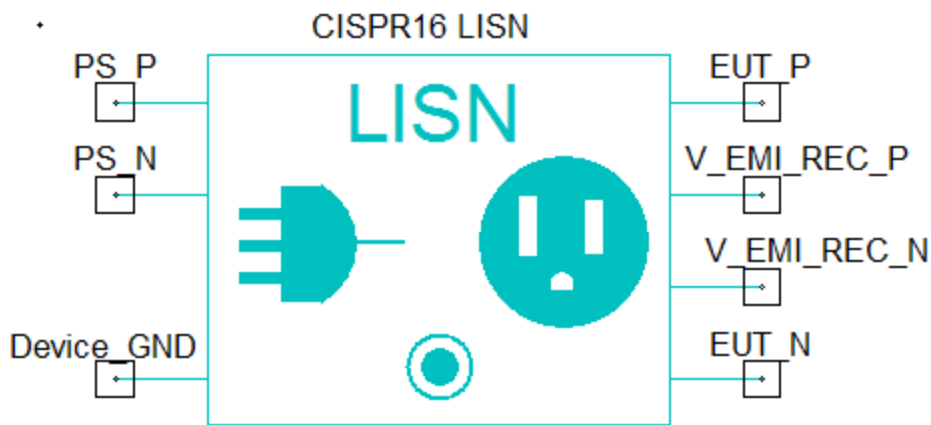 CISPR16 LISN
PS_P
EUT_P
LISN
PS_N
V_EMI_REC_P
V_EMI_REC_N
Device_GND
EUT_N